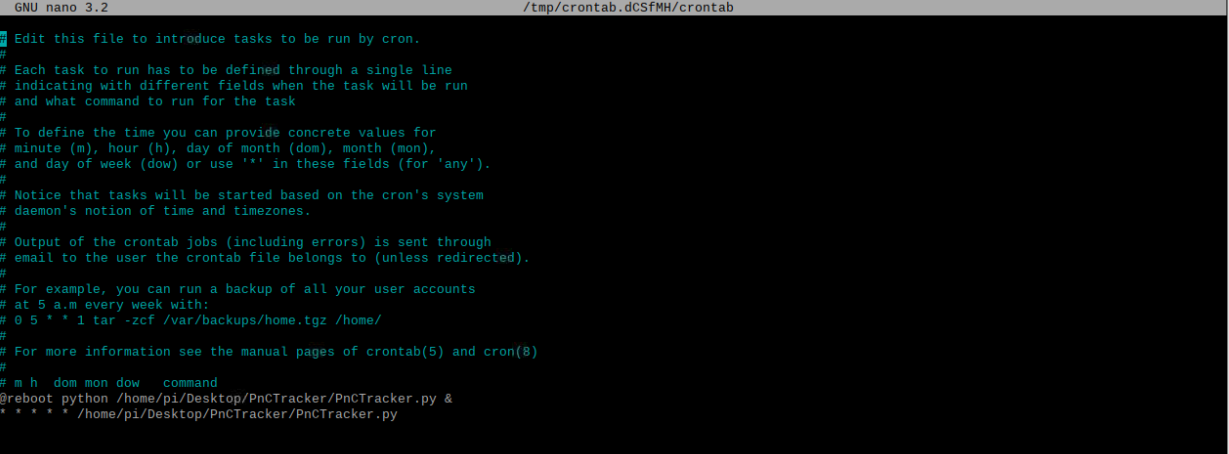 GNU nano 3.2 /tmp/crontab.dCSfMH/crontab
# Edit this file to introduce tasks to be run by cron.
#
# Each task to run has to be defined through a single line
# indicating with different fields when the task will be run
# and what command to run for the task
#
# To define the time you can provide concrete values for
# minute (m), hour (h), day of month (dom), month (mon),
# and day of week (dow) or use '*' in these fields (for 'any').
#
# Notice that tasks will be started based on the cron's system
# daemon's notion of time and timezones.
#
# Output of the crontab jobs (including errors) is sent through
# email to the user the crontab file belongs to (unless redirected).
#
# For example, you can run a backup of all your user accounts
# at 5 a.m every week with:
# 0 5 * * 1 tar -zcf /var/backups/home.tgz /home/
#
# For more information see the manual pages of crontab(5) and cron(8)
#
# m h  dom mon dow   command
@reboot python /home/pi/Desktop/PnCTracker/PnCTracker.py &
* * * * * /home/pi/Desktop/PnCTracker/PnCTracker.py